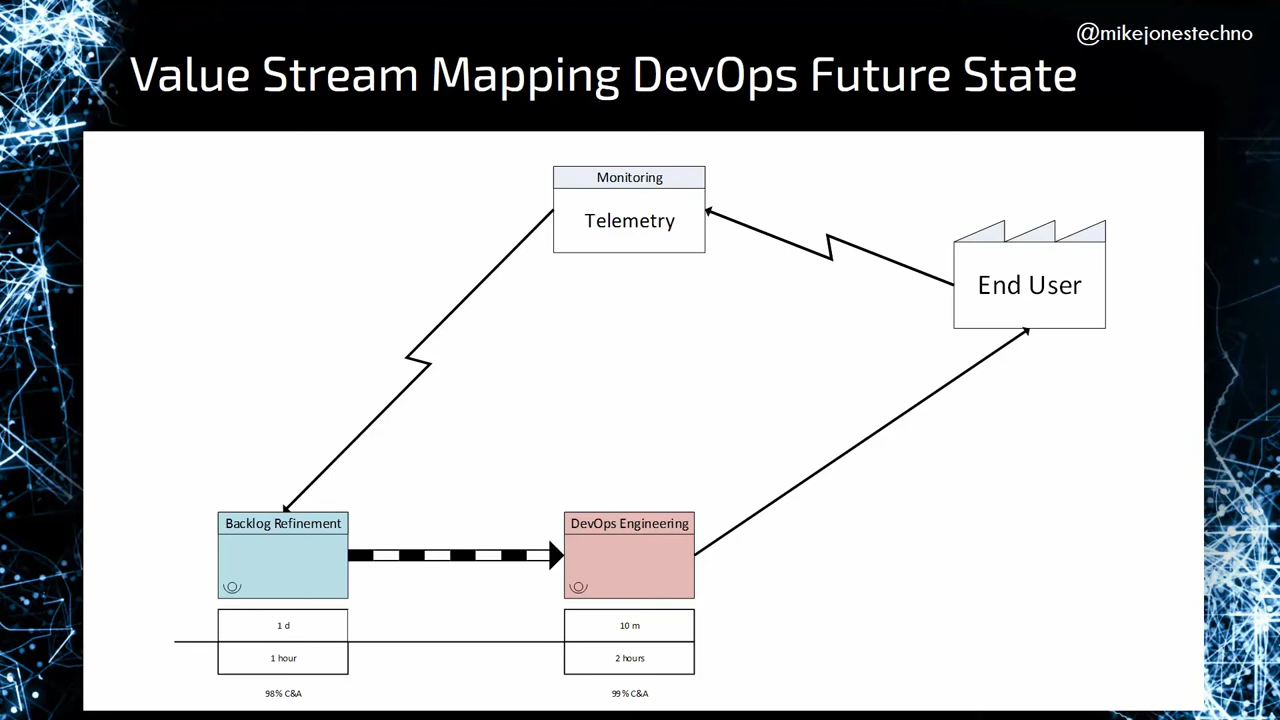 @mikejonestechno
Value Stream Mapping DevOps Future State
Monitoring
Telemetry
End User
Backlog Refinement
DevOps Engineering
1 d
10 m
1 hour
2 hours
98% C&A
99% C&A